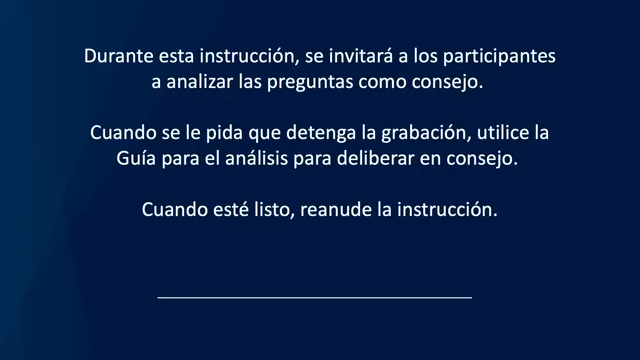 Durante esta instrucción, se invitará a los participantes
a analizar las preguntas como consejo.
Cuando se le pida que detenga la grabación, utilice la
Guía para el análisis para deliberar en consejo.
Cuando esté listo, reanude la instrucción.